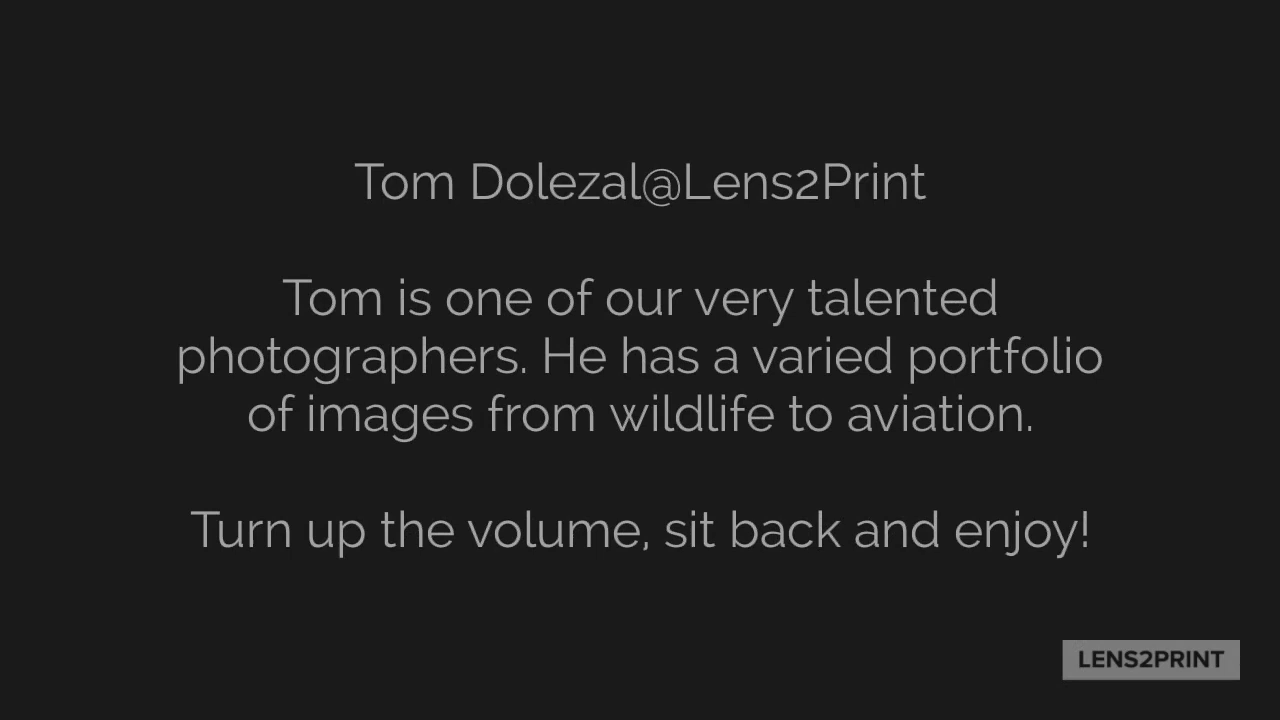 Tom Dolezal@Lens2Print
Tom is one of our very talented
photographers. He has a varied portfolio
of images from wildlife to aviation.
Turn up the volume, sit back and enjoy!
LENS2PRINT